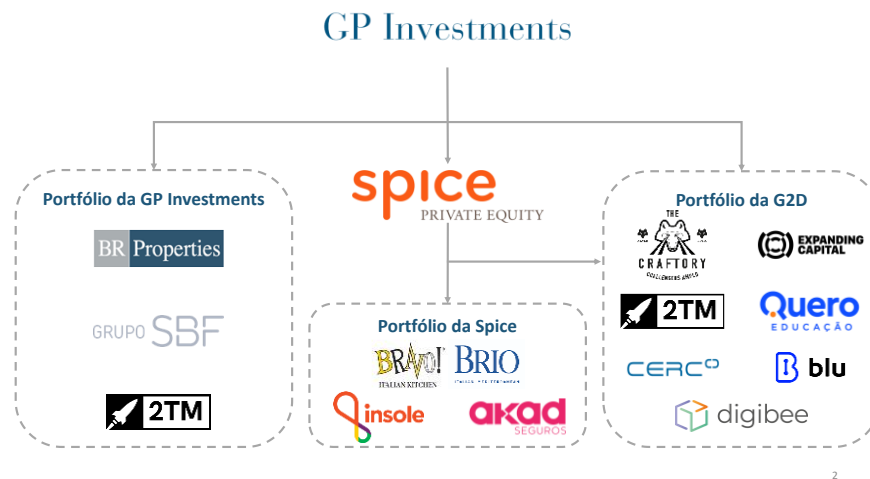 GP Investments
spice
PRIVATE EQUITY
Portfólio da GP Investments
BR Properties
GRUPO SBF
2TM
Portfólio da Spice
BRAVO! BRIO
ITALIAN KITCHEN
insole
akad
SEGUROS
Portfólio da G2D
THE
CRAFTORY
EXPANDING
CAPITAL
2TM
Quero
EDUCAÇÃO
CERC
blu
digibee
2